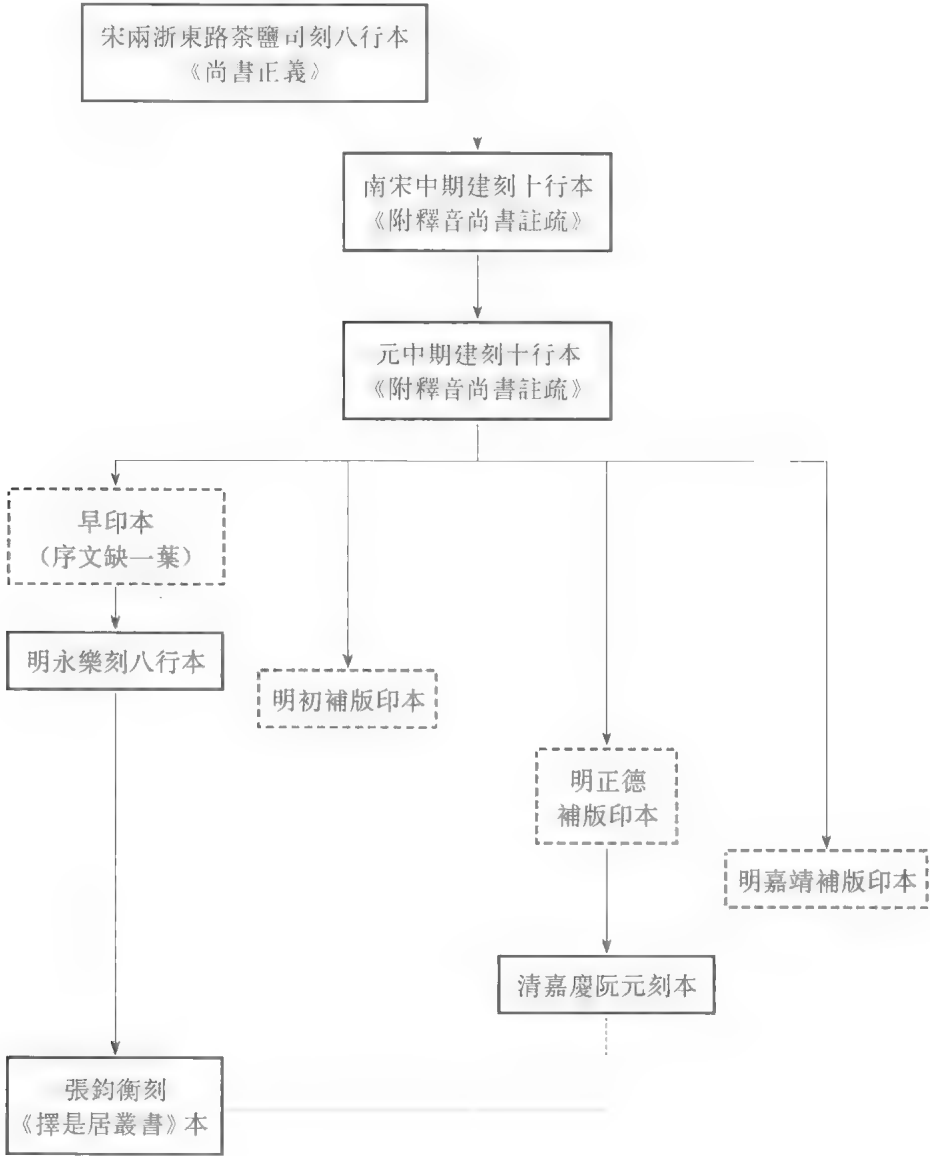 宋兩浙東路茶鹽司刻八行本
《尚書正義》
南宋中期建刻十行本
《附釋音尚書註疏》
元中期建刻十行本
《附釋音尚書註疏》
早印本
（序文缺一葉）
明永樂刻八行本
明初補版印本
明正德
補版印本
明嘉靖補版印本
清嘉慶阮元刻本
張鈞衡刻
《擇是居叢書》本